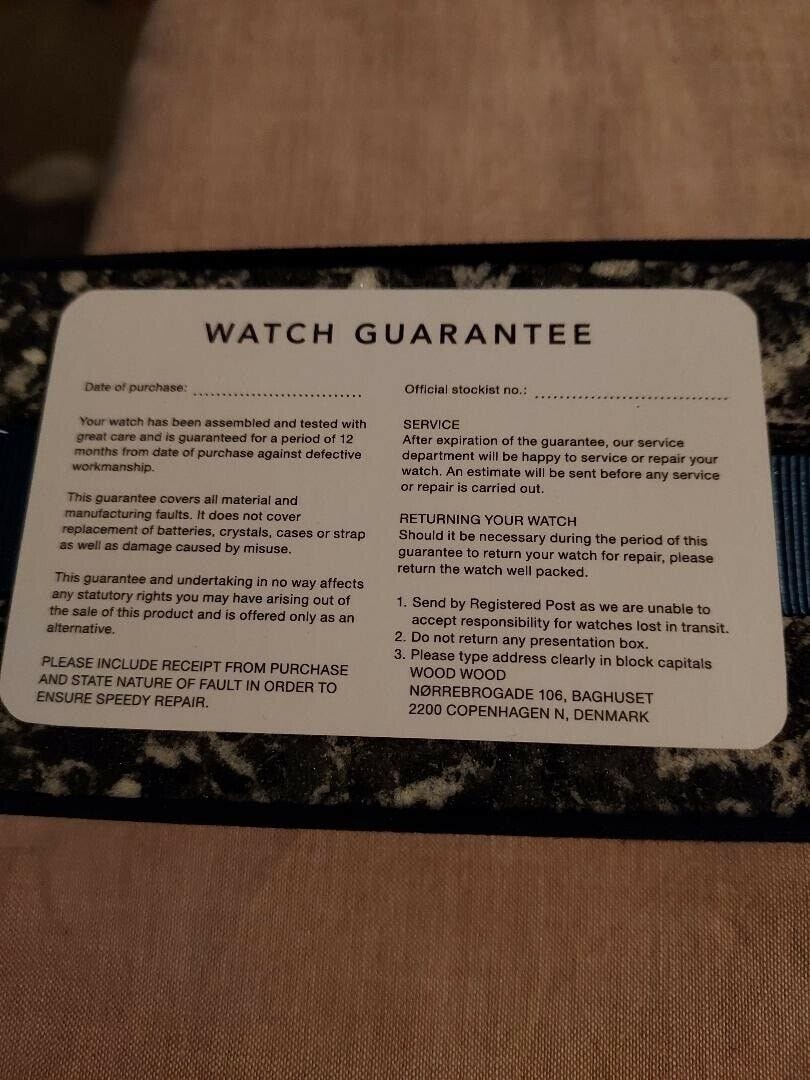 WATCH GUARANTEE
Date of purchase: ..............................
Your watch has been assembled and tested with
great care and is guaranteed for a period of 12
months from date of purchase against defective
workmanship.
This guarantee covers all material and
manufacturing faults. It does not cover
replacement of batteries, crystals, cases or strap
as well as damage caused by misuse.
This guarantee and undertaking in no way affects
any statutory rights you may have arising out of
the sale of this product and is offered only as an
alternative.
PLEASE INCLUDE RECEIPT FROM PURCHASE
AND STATE NATURE OF FAULT IN ORDER TO
ENSURE SPEEDY REPAIR.
Official stockist no.: ..................................
SERVICE
After expiration of the guarantee, our service
department will be happy to service or repair your
watch. An estimate will be sent before any service
or repair is carried out.
RETURNING YOUR WATCH
Should it be necessary during the period of this
guarantee to return your watch for repair, please
return the watch well packed.
1. Send by Registered Post as we are unable to
accept responsibility for watches lost in transit.
2. Do not return any presentation box.
3. Please type address clearly in block capitals
WOOD WOOD
NØRREBROGADE 106, BAGHUSET
2200 COPENHAGEN N, DENMARK